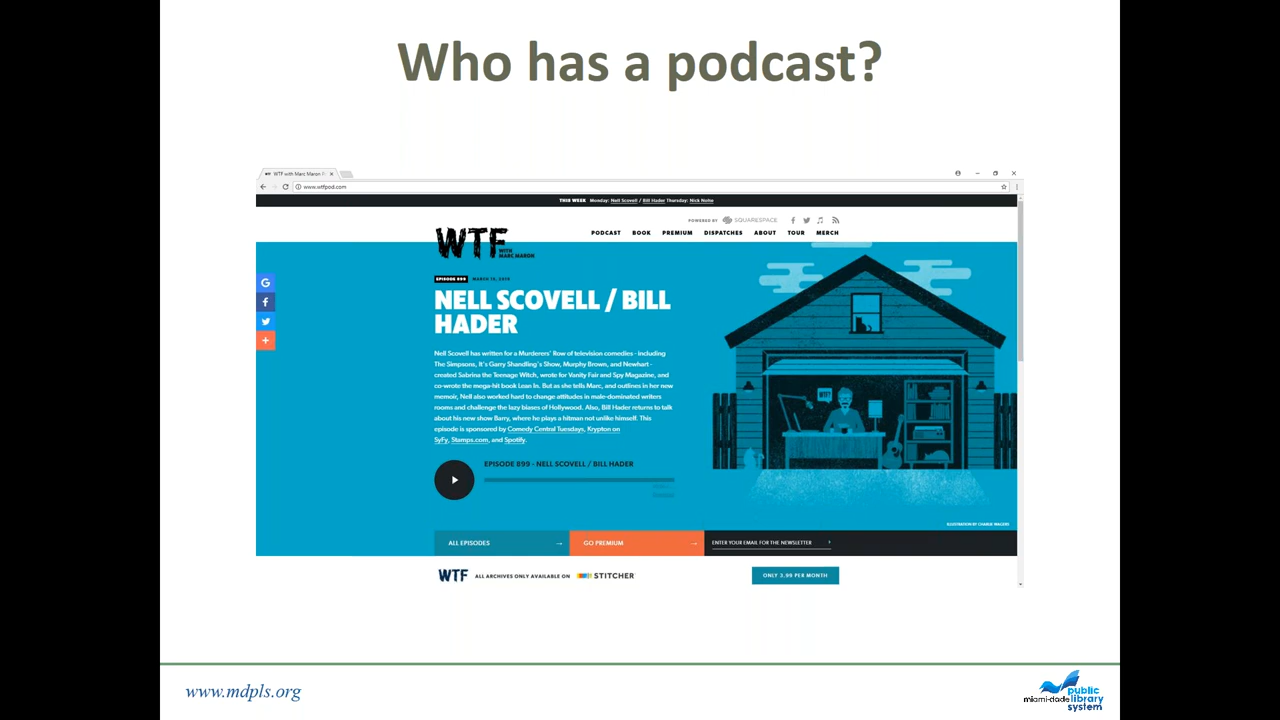 Who has a podcast?
www.wtfpod.com
THIS WEEK Monday: Nell Scovell / Bill Hader Thursday: Nick Nolte
POWERED BY SQUARESPACE
WTF WITH MARC MARON
PODCAST BOOK PREMIUM DISPATCHES ABOUT TOUR MERCH
EPISODE 899
NELL SCOVELL / BILL
HADER
Nell Scovell has written for a Murderers' Row of television comedies - including
The Simpsons, It's Garry Shandling's Show, Murphy Brown, and Newhart -
created Sabrina the Teenage Witch, wrote for Vanity Fair and Spy Magazine, and
co-wrote the mega-hit book Lean In. But as she tells Marc, and outlines in her new
memoir, Nell also worked hard to change attitudes in male-dominated writers
rooms and challenge the lazy biases of Hollywood. Also, Bill Hader returns to talk
about his new show Barry, where he plays a hitman not unlike himself. This
episode is sponsored by Comedy Central Tuesdays, Krypton on
SyFy, Stamps.com, and Spotify.
WTF
EPISODE 899 - NELL SCOVELL / BILL HADER
ILLUSTRATION BY CHARLIE WAGERS
ALL EPISODES → GO PREMIUM → ENTER YOUR EMAIL FOR THE NEWSLETTER
WTF ALL ARCHIVES ONLY AVAILABLE ON STITCHER ONLY 3.99 PER MONTH
www.mdpls.org
miami-dade public library system